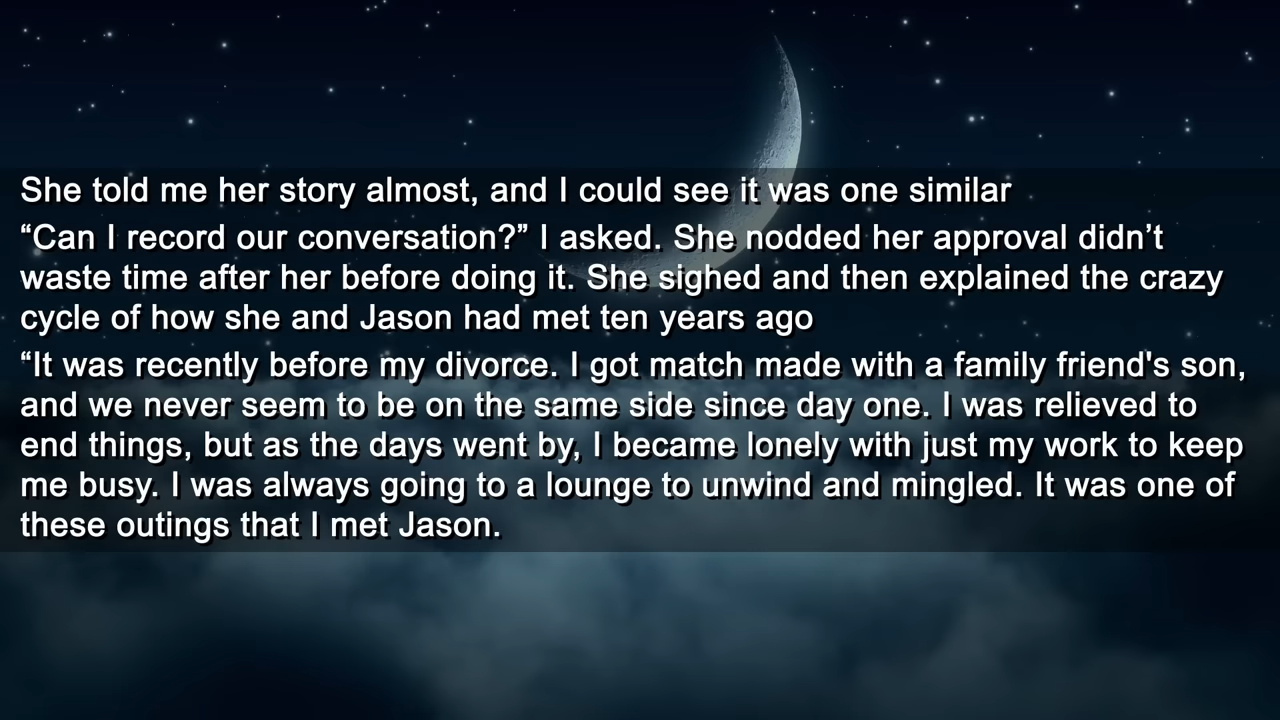 She told me her story almost, and I could see it was one similar
“Can I record our conversation?” I asked. She nodded her approval didn’t
waste time after her before doing it. She sighed and then explained the crazy
cycle of how she and Jason had met ten years ago
“It was recently before my divorce. I got match made with a family friend's son,
and we never seem to be on the same side since day one. I was relieved to
end things, but as the days went by, I became lonely with just my work to keep
me busy. I was always going to a lounge to unwind and mingled. It was one of
these outings that I met Jason.